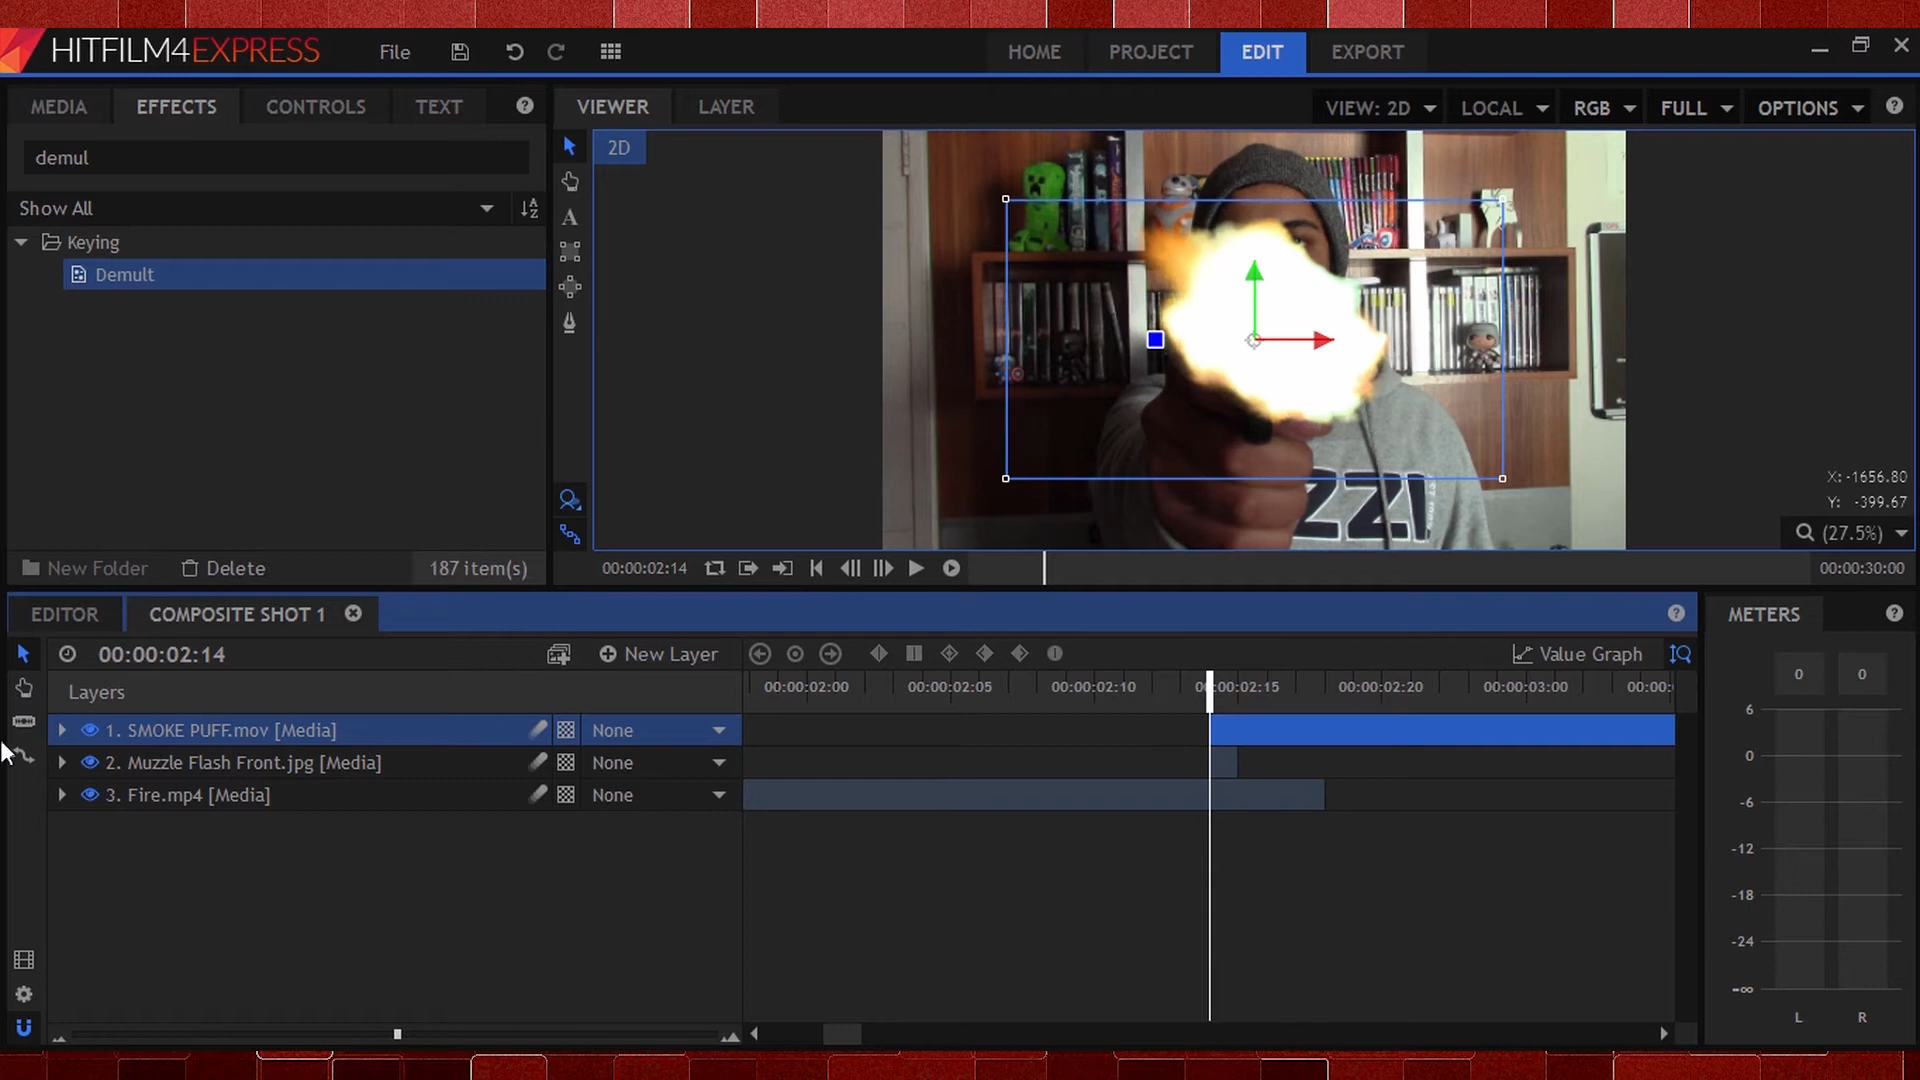 HITFILM4EXPRESS File HOME PROJECT EDIT EXPORT
MEDIA EFFECTS CONTROLS TEXT
demul
Show All
Keying
Demult
New Folder Delete 187 item(s)
VIEWER LAYER VIEW: 2D LOCAL RGB FULL OPTIONS
2D
X: -1656.80
Y: -399.67
(27.5%)
00:00:02:14 00:00:30:00
EDITOR COMPOSITE SHOT 1
00:00:02:14 New Layer Value Graph
Layers
00:00:02:00 00:00:02:05 00:00:02:10 00:00:02:15 00:00:02:20 00:00:03:00 00:00:
1. SMOKE PUFF.mov [Media] None
2. Muzzle Flash Front.jpg [Media] None
3. Fire.mp4 [Media] None
METERS
0 0
6
0
-6
-12
-18
-24
-∞
L R